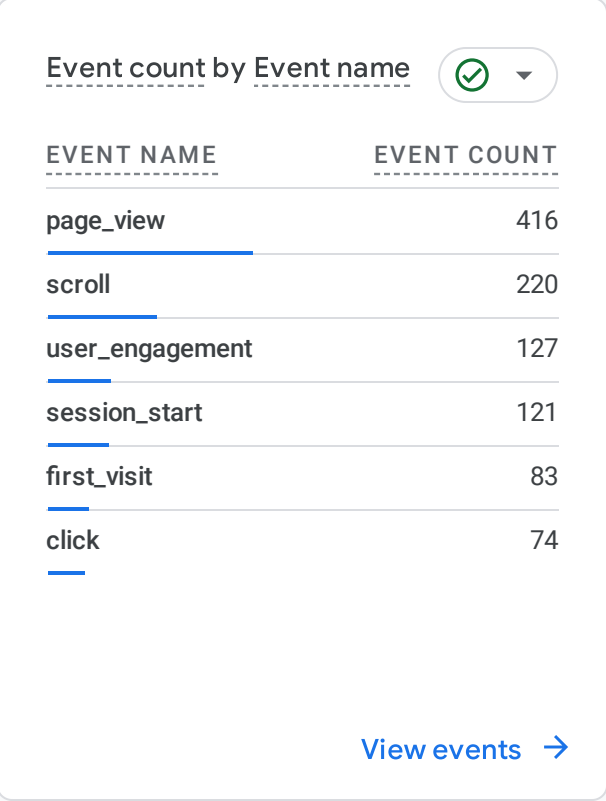 Event count by Event name
EVENT NAME EVENT COUNT
page_view 416
scroll 220
user_engagement 127
session_start 121
first_visit 83
click 74
View events